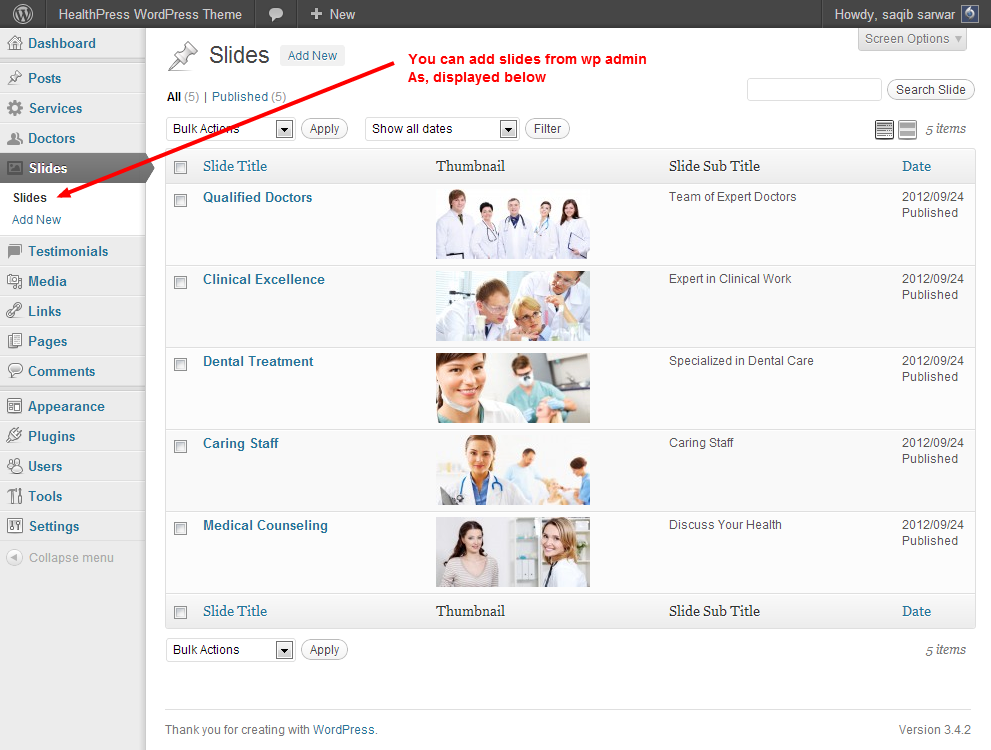 HealthPress WordPress Theme
New
Howdy, saqib sarwar
Dashboard
Posts
Services
Doctors
Slides
Slides
Add New
Testimonials
Media
Links
Pages
Comments
Appearance
Plugins
Users
Tools
Settings
Collapse menu
Screen Options
Slides Add New
You can add slides from wp admin
As, displayed below
All (5) | Published (5)
Search Slide
Bulk Actions Apply Show all dates Filter 5 items
Slide Title Thumbnail Slide Sub Title Date
Qualified Doctors Team of Expert Doctors 2012/09/24
Published
Clinical Excellence Expert in Clinical Work 2012/09/24
Published
Dental Treatment Specialized in Dental Care 2012/09/24
Published
Caring Staff Caring Staff 2012/09/24
Published
Medical Counseling Discuss Your Health 2012/09/24
Published
Slide Title Thumbnail Slide Sub Title Date
Bulk Actions Apply 5 items
Thank you for creating with WordPress. Version 3.4.2